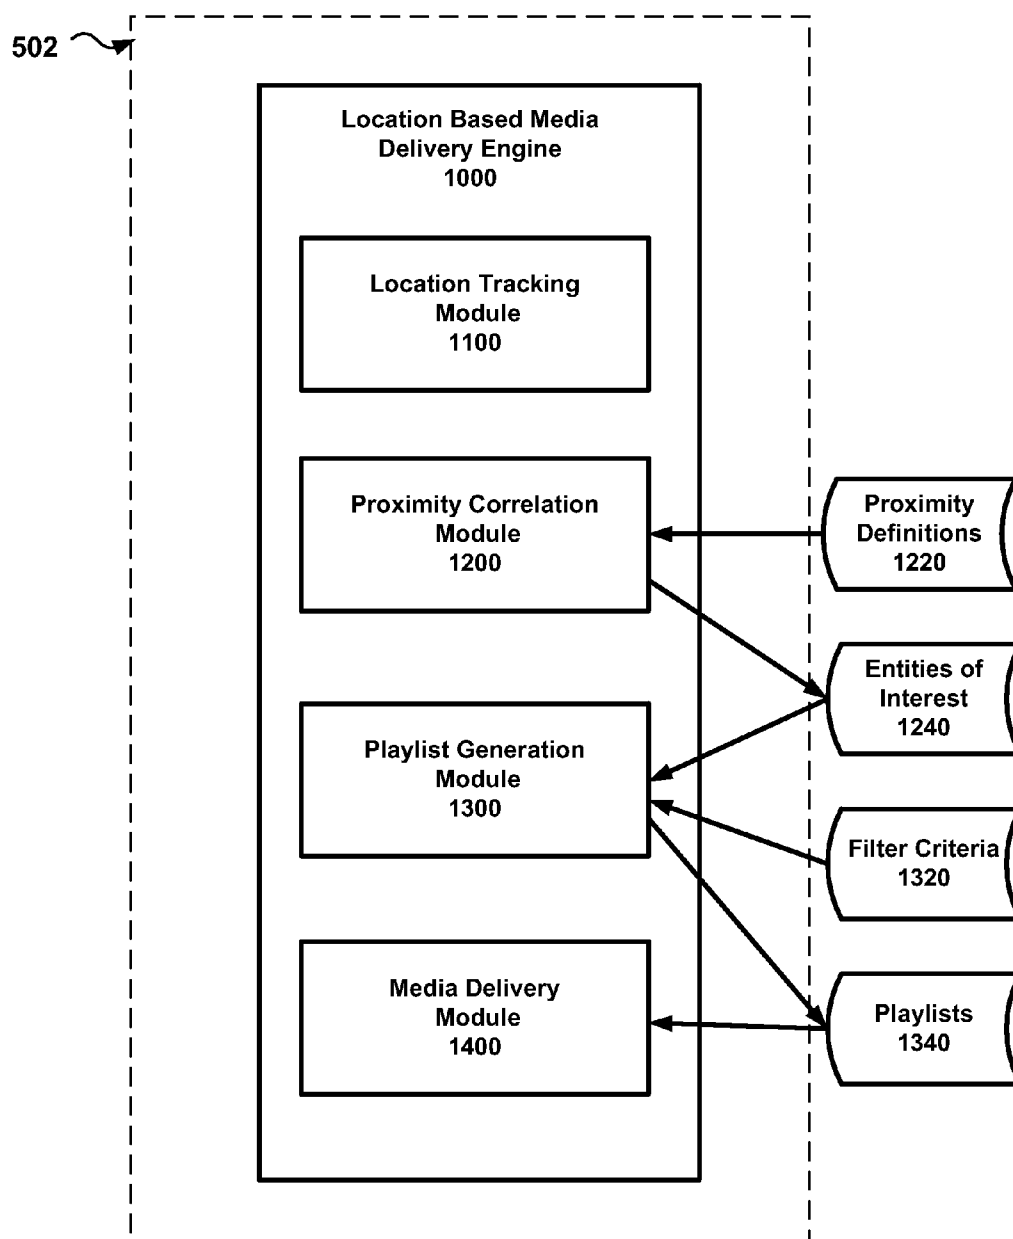 502
Location Based Media
Delivery Engine
1000
Location Tracking
Module
1100
Proximity Correlation
Module
1200
Proximity
Definitions
1220
Entities of
Interest
1240
Playlist Generation
Module
1300
Filter Criteria
1320
Media Delivery
Module
1400
Playlists
1340